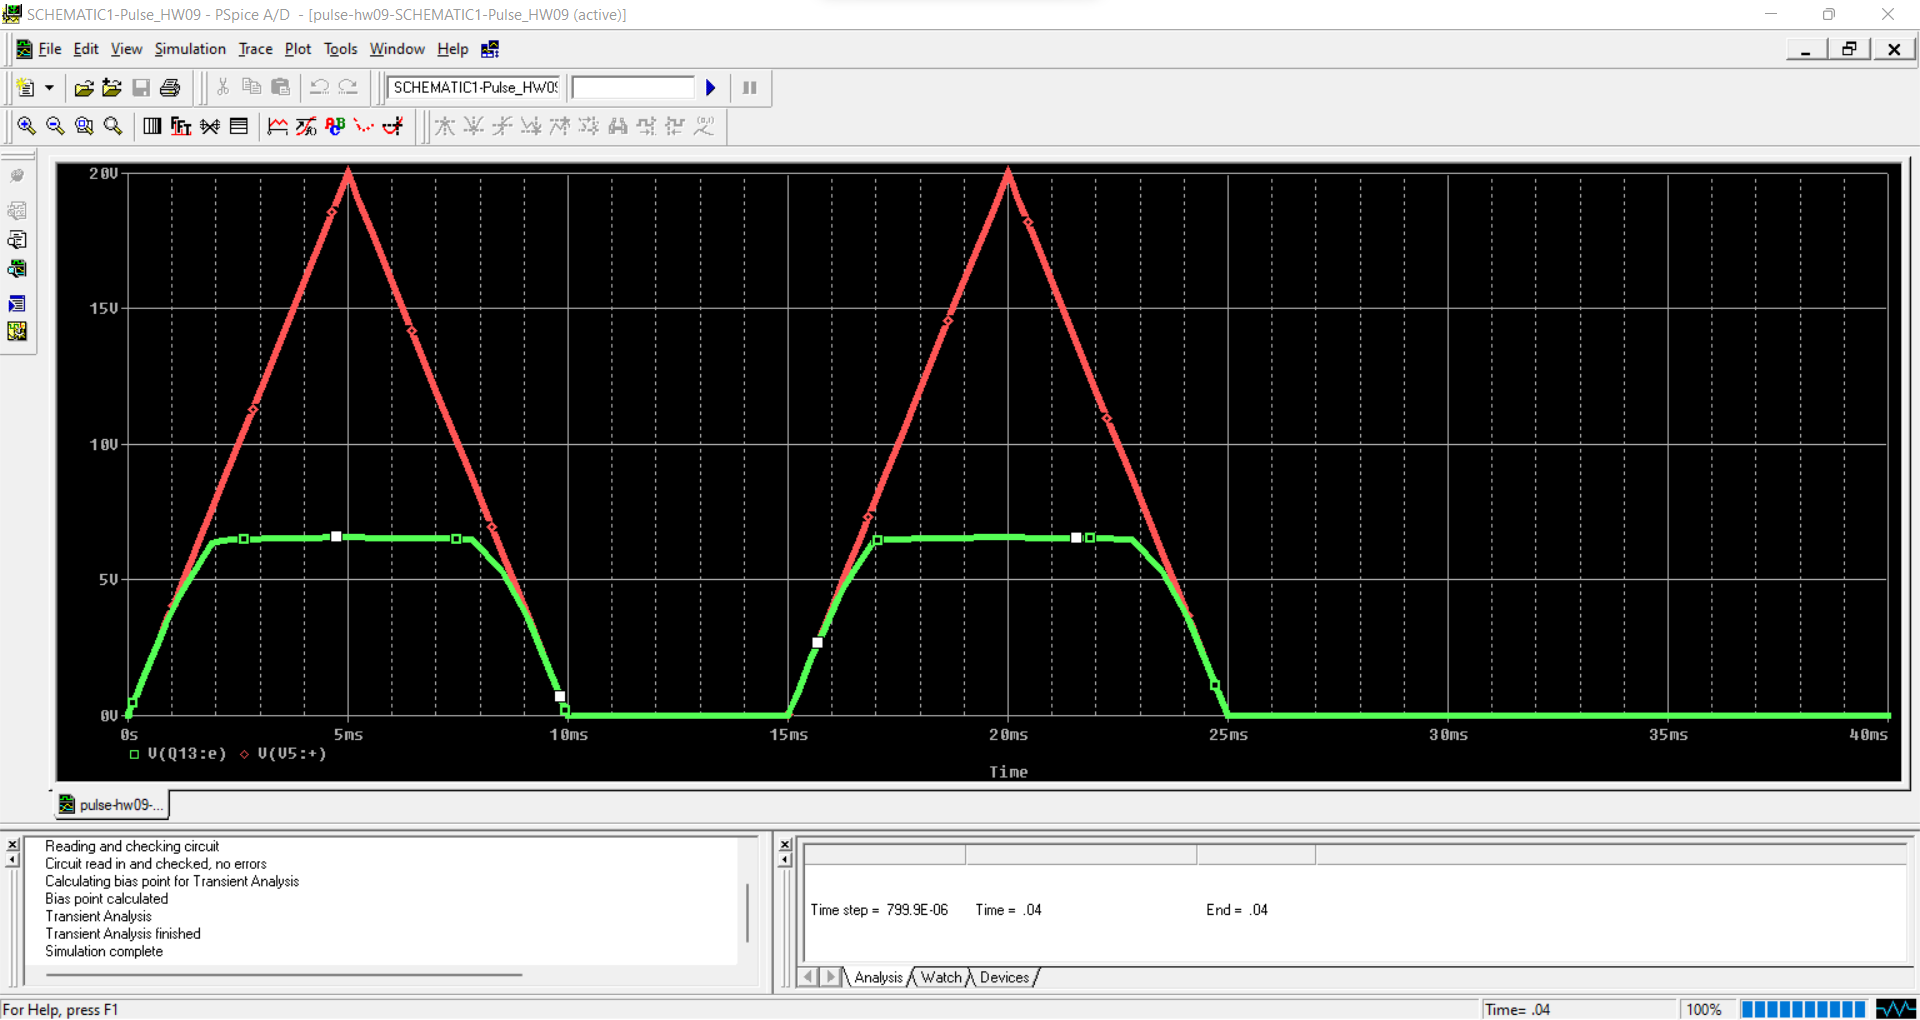 SCHEMATIC1-Pulse_HW09 - PSpice A/D - [pulse-hw09-SCHEMATIC1-Pulse_HW09 (active)]
File Edit View Simulation Trace Plot Tools Window Help
SCHEMATIC1-Pulse_HW09
20V
15V
10V
5V
0V
0s 5ms 10ms 15ms 20ms 25ms 30ms 35ms 40ms
V(Q13:e) V(V5:+)
Time
pulse-hw09-...
Reading and checking circuit
Circuit read in and checked, no errors
Calculating bias point for Transient Analysis
Bias point calculated
Transient Analysis
Transient Analysis finished
Simulation complete
Time step = 799.9E-06 Time = .04 End = .04
Analysis Watch Devices
For Help, press F1 Time= .04 100%